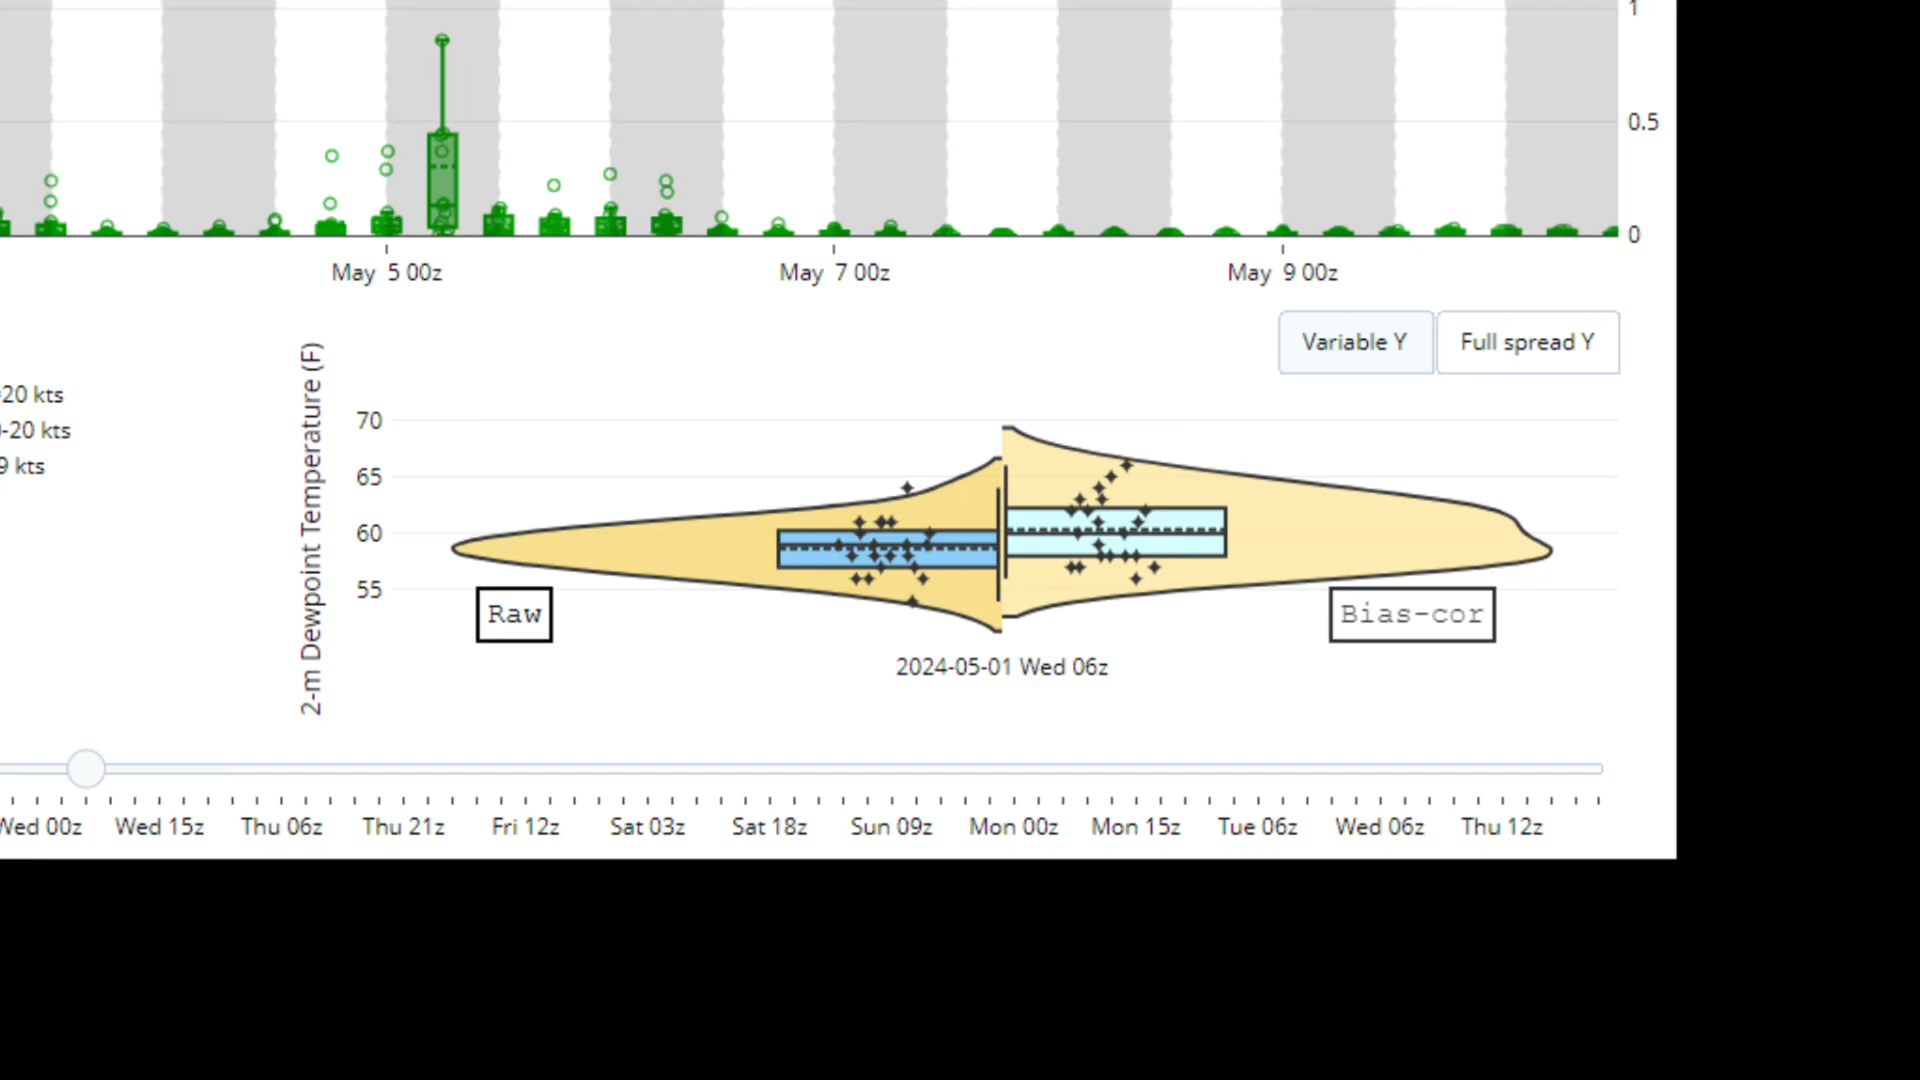 1
0.5
0
May 5 00z
May 7 00z
May 9 00z
Variable Y
Full spread Y
20 kts
-20 kts
9 kts
2-m Dewpoint Temperature (F)
70
65
60
55
Raw
Bias-cor
2024-05-01 Wed 06z
Wed 00z
Wed 15z
Thu 06z
Thu 21z
Fri 12z
Sat 03z
Sat 18z
Sun 09z
Mon 00z
Mon 15z
Tue 06z
Wed 06z
Thu 12z